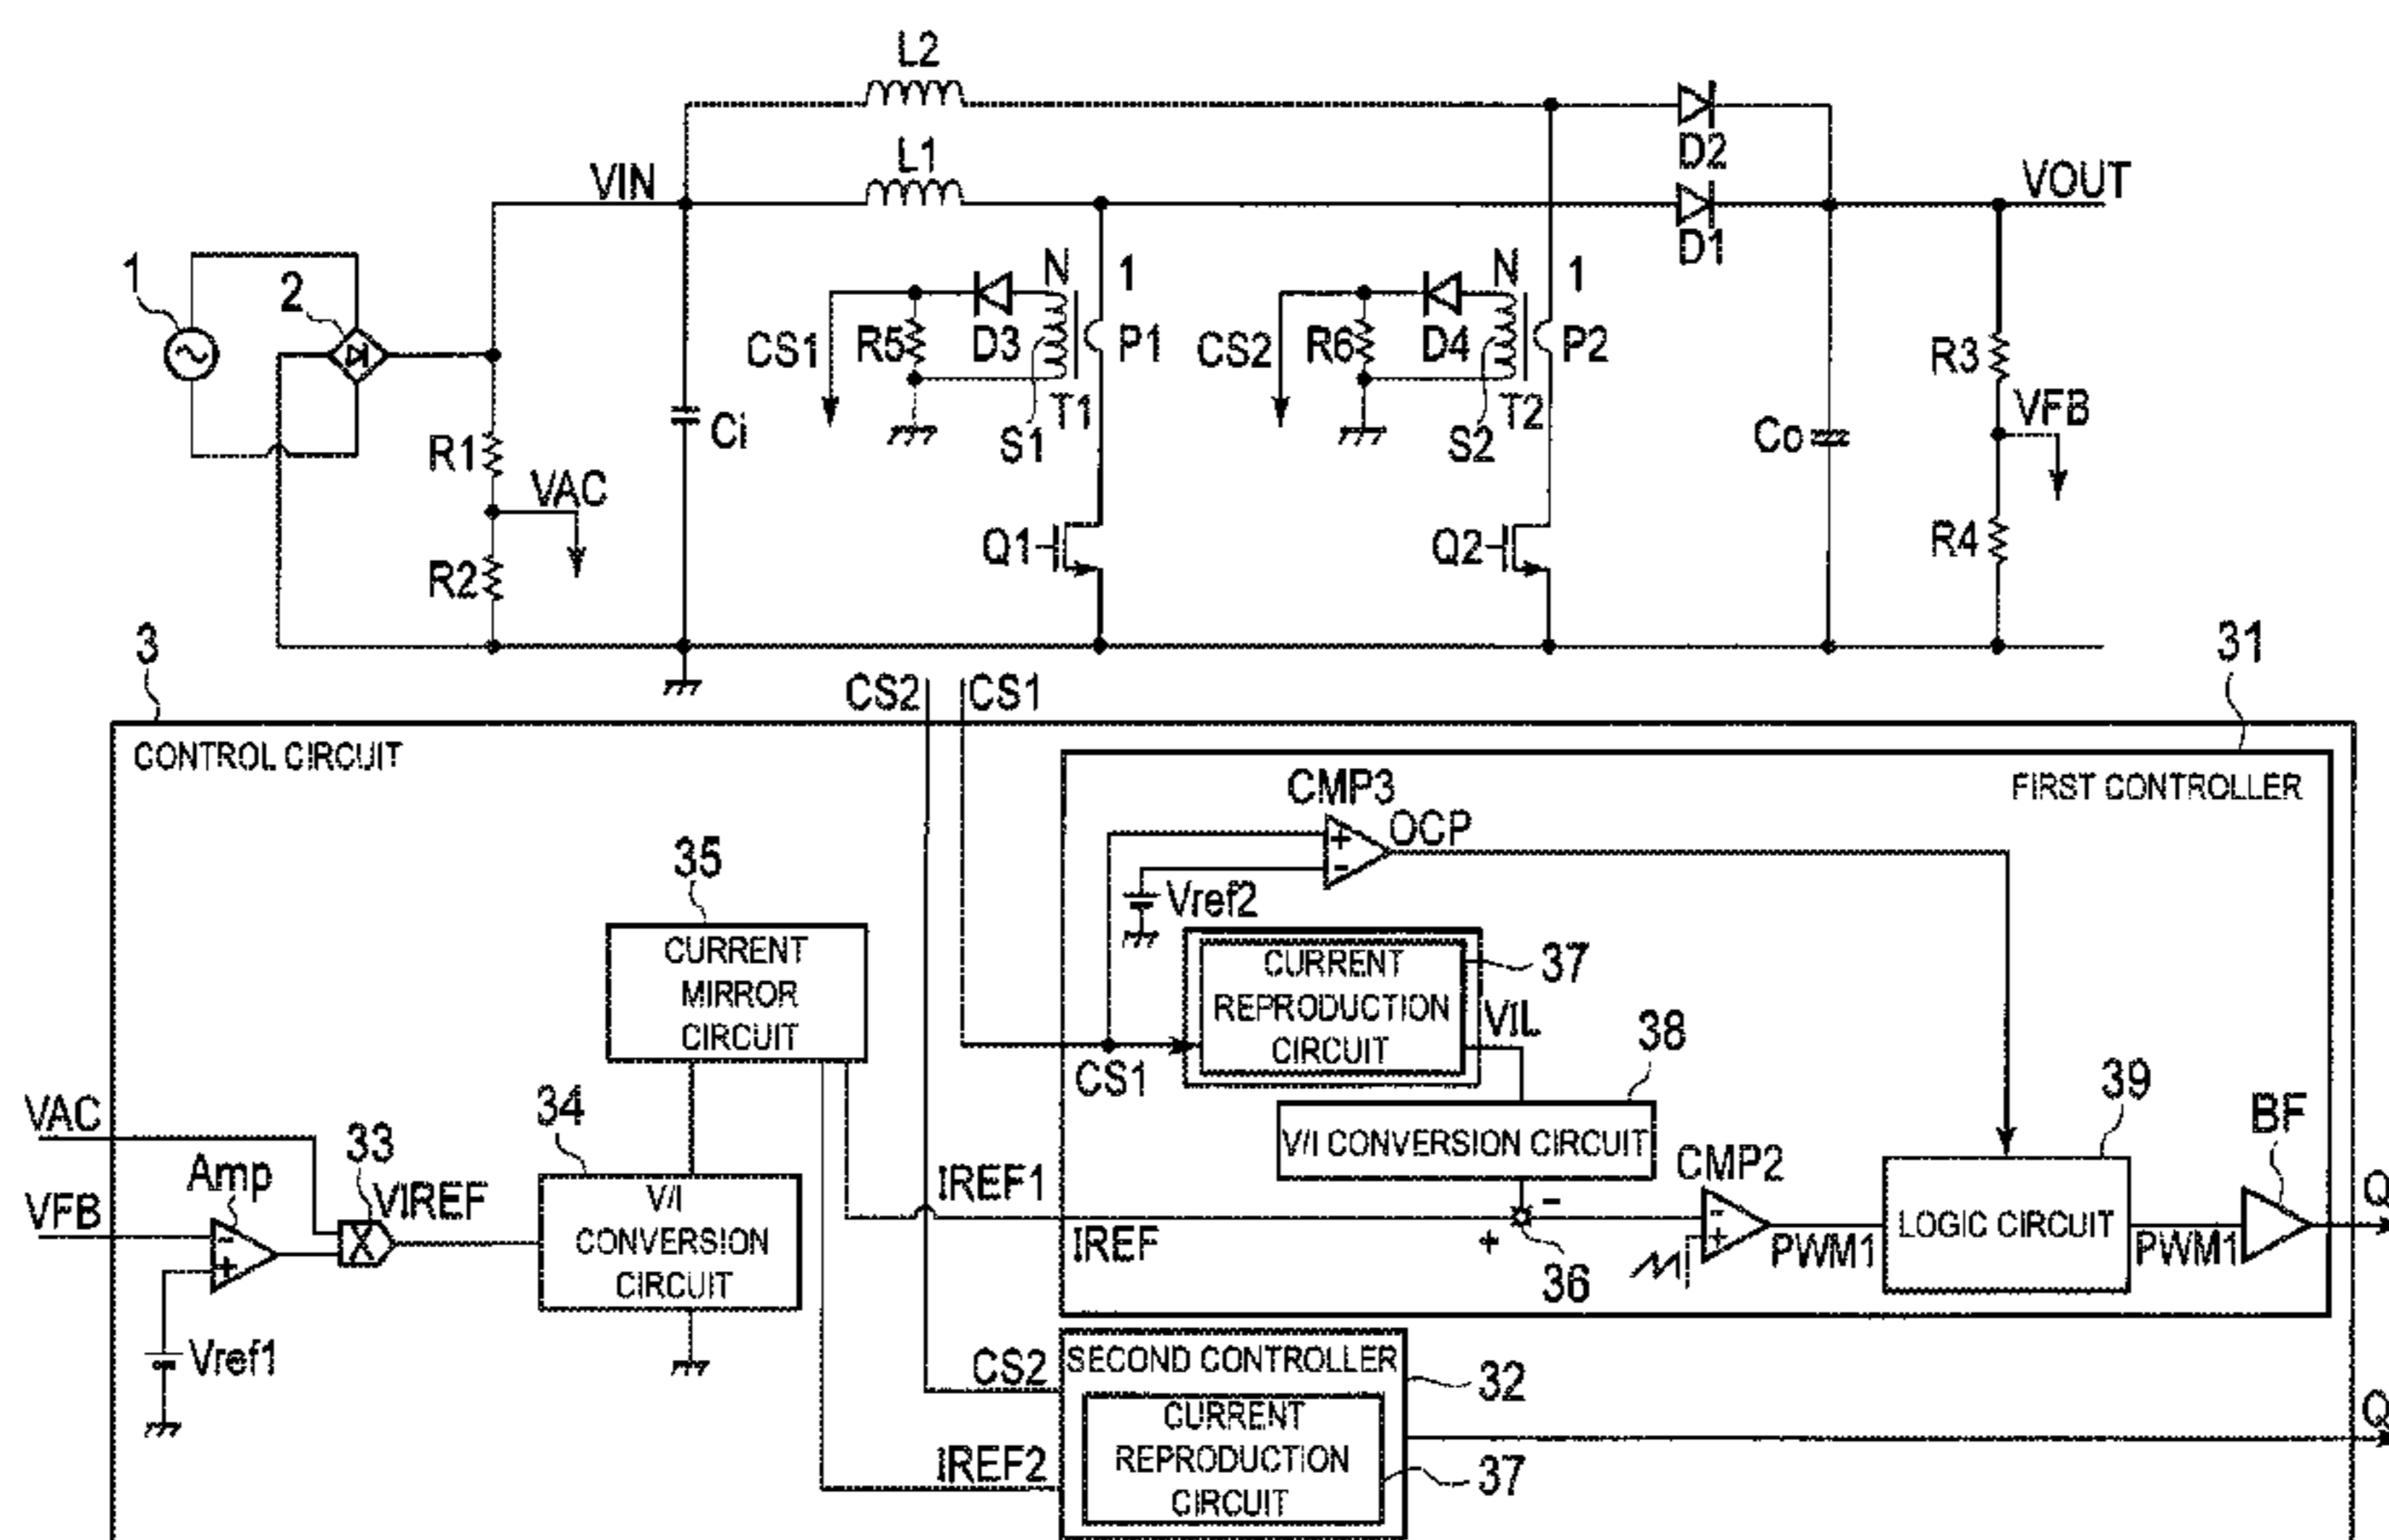 L2
D2
L1
VIN
VOUT
D1
1
2
N
1
N
1
CS1
R5
D3
P1
CS2
R6
D4
P2
R3
T1
T2
VFB
S1
S2
Ci
Co
R1
VAC
R2
Q1
Q2
R4
3
31
CS2
CS1
CONTROL CIRCUIT
FIRST CONTROLLER
CMP3
OCP
+
-
Vref2
35
CURRENT
MIRROR
CIRCUIT
CURRENT
REPRODUCTION
CIRCUIT
37
VIL
CS1
38
V/I CONVERSION CIRCUIT
39
BF
VAC
33
34
Amp
VIREF
VFB
-
+
X
V/I
CONVERSION
CIRCUIT
IREF1
IREF
-
+
36
CMP2
-
+
PWM1
LOGIC CIRCUIT
PWM1
Q
Vref1
CS2
SECOND CONTROLLER
32
CURRENT
REPRODUCTION
CIRCUIT
37
IREF2
Q